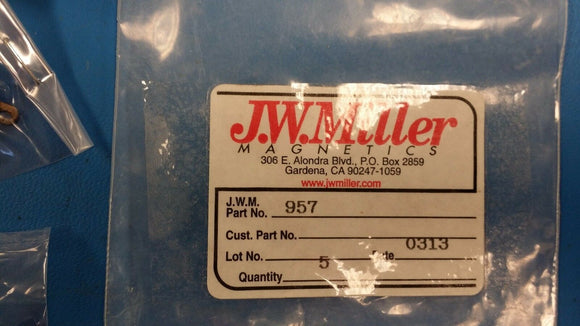 J.W.Miller
MAGNETICS
306 E. Alondra Blvd., P.O. Box 2859
Gardena, CA 90247-1059
www.jwmiller.com
J.W.M.
Part No. 957
Cust. Part No.
Lot No. Date 0313
Quantity 5